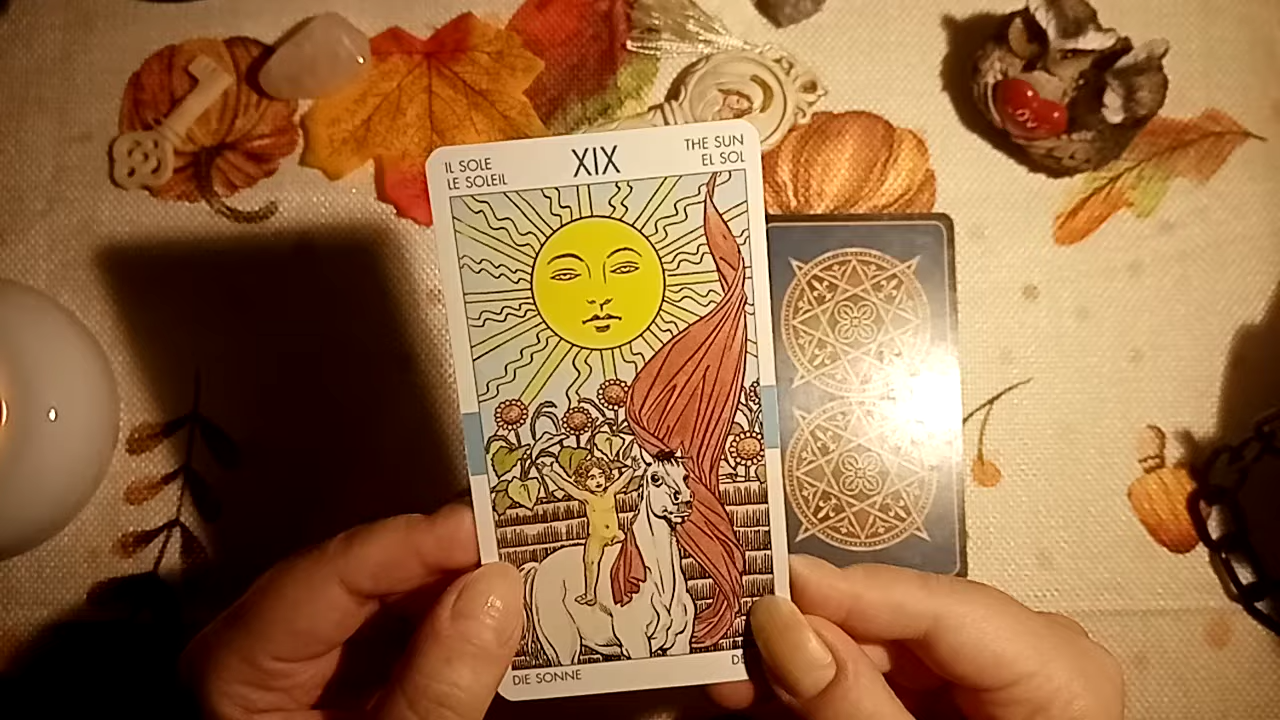 IL SOLE
LE SOLEIL
XIX
THE SUN
EL SOL
DIE SONNE